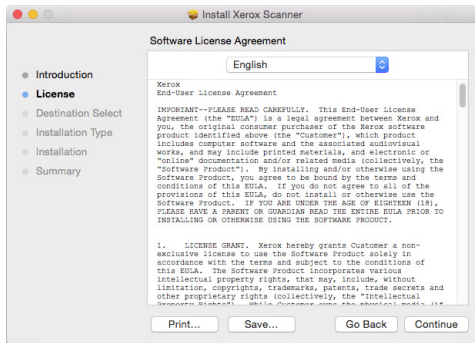 Install Xerox Scanner
Software License Agreement
Introduction
License
Destination Select
Installation Type
Installation
Summary
English
Xerox
End-User License Agreement
IMPORTANT--PLEASE READ CAREFULLY.  This End-User License
Agreement (the "EULA") is a legal agreement between Xerox and
you, the original consumer purchaser of the Xerox software
product identified above (the "Customer"), which product
includes computer software and the associated audiovisual
works, and may include printed materials, and electronic or
"online" documentation and/or related media (collectively, the
"Software Product").  By installing and/or otherwise using the
Software Product, you agree to be bound by the terms and
conditions of this EULA.  If you do not agree to all of the
provisions of this EULA, do not install or otherwise use the
Software Product.  IF YOU ARE UNDER THE AGE OF EIGHTEEN (18),
PLEASE HAVE A PARENT OR GUARDIAN READ THE ENTIRE EULA PRIOR TO
INSTALLING OR OTHERWISE USING THE SOFTWARE PRODUCT.
1.    LICENSE GRANT.  Xerox hereby grants Customer a non-
exclusive license to use the Software Product solely in
accordance with the terms and subject to the conditions of
this EULA.  The Software Product incorporates various
intellectual property rights, that may, include, without
limitation, copyrights, trademarks, patents, trade secrets and
other proprietary rights (collectively, the "Intellectual
Property Rights").  While Customer owns the physical media (if
Print...
Save...
Go Back
Continue